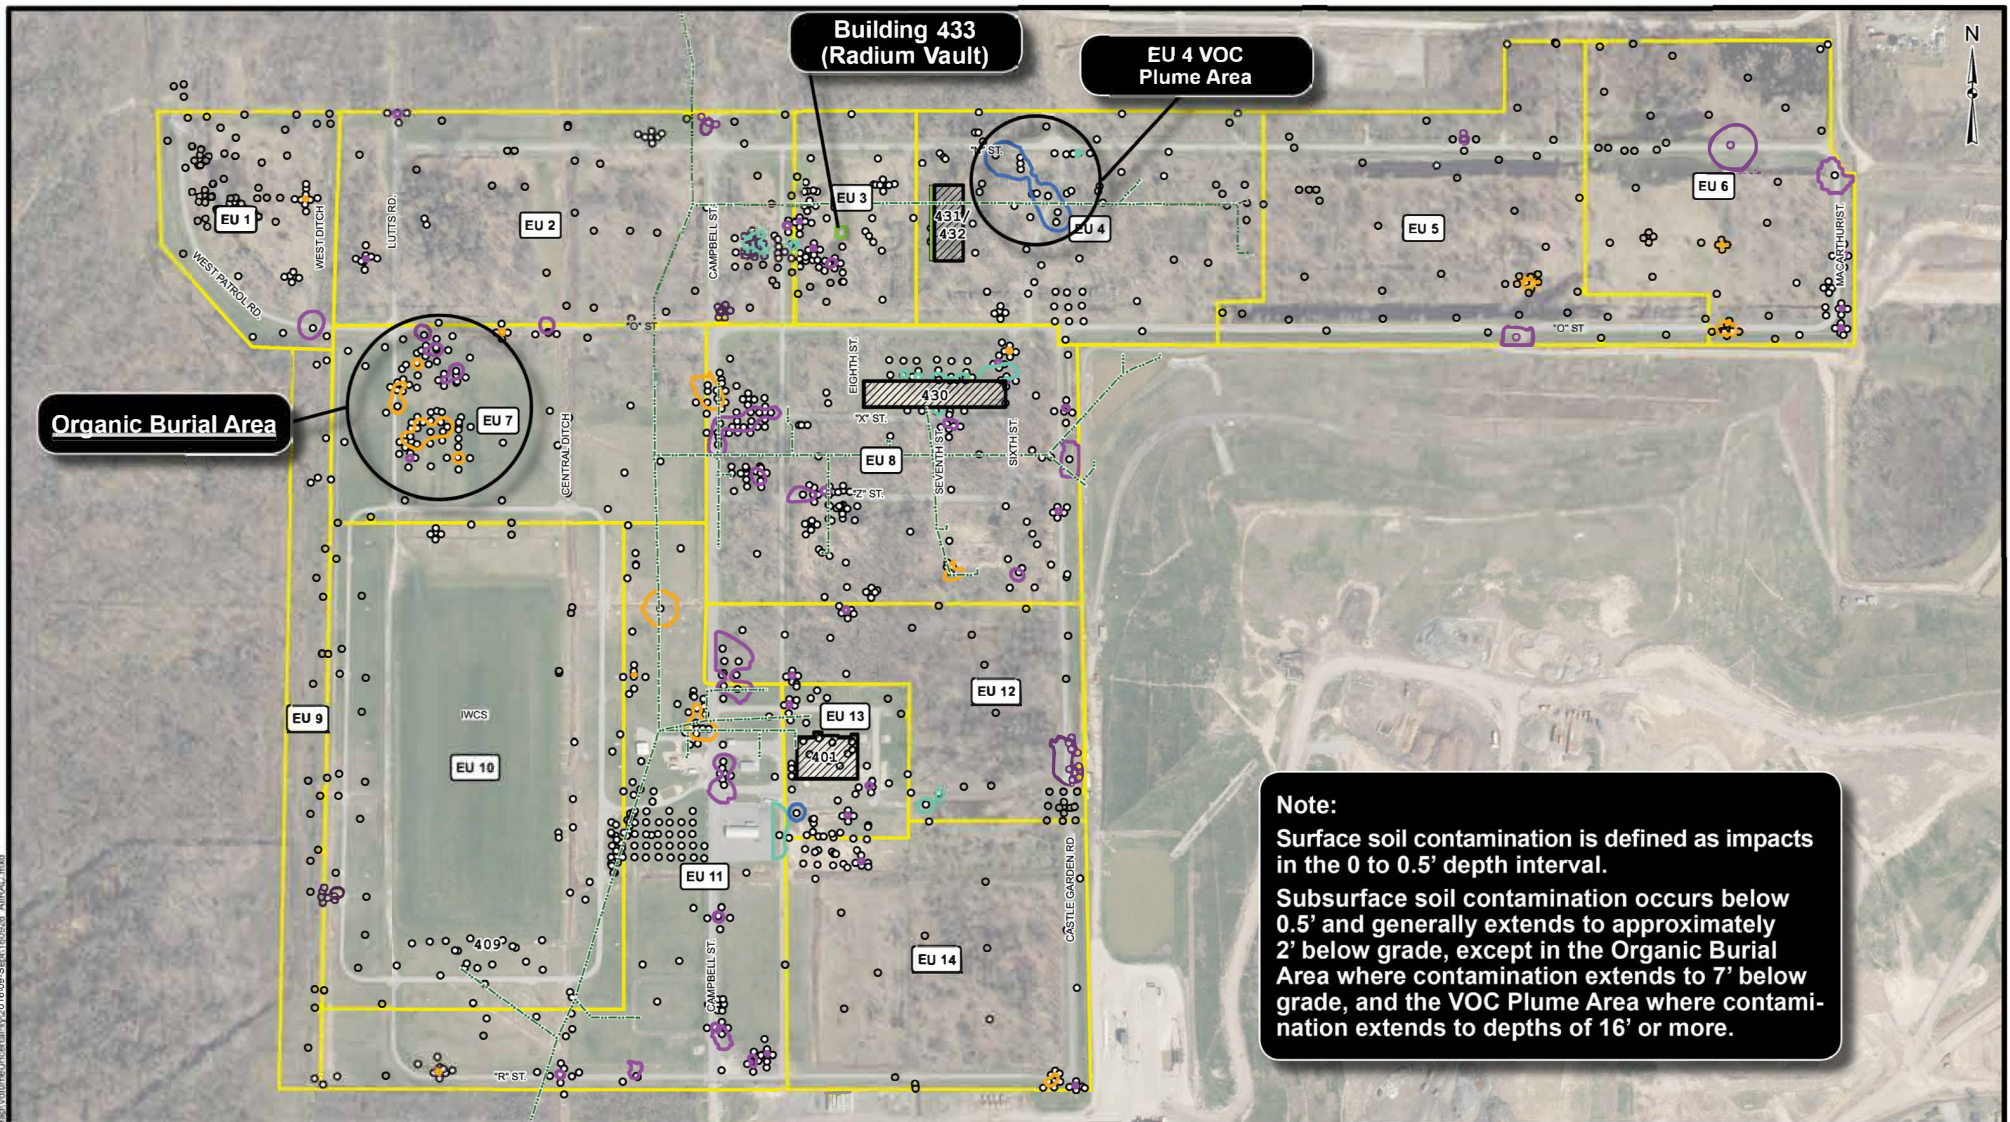 Building 433
(Radium Vault)
EU 4 VOC
Plume Area
N
"N" ST.
EU 1
EU 2
EU 3
431/
432
EU 4
EU 5
EU 6
WEST DITCH
LUTTS RD.
CAMPBELL ST.
MACARTHUR ST.
WEST PATROL RD.
"O" ST
"O" ST
Organic Burial Area
EU 7
CENTRAL DITCH
EIGHTH ST.
430
"X" ST.
SEVENTH ST.
SIXTH ST.
EU 8
"Z" ST.
EU 9
IWCS
EU 10
EU 12
EU 13
401
EU 11
409
CAMPBELL ST.
CASTLE GARDEN RD.
EU 14
"R" ST.
Note:
Surface soil contamination is defined as impacts
in the 0 to 0.5’ depth interval.
Subsurface soil contamination occurs below
0.5’ and generally extends to approximately
2’ below grade, except in the Organic Burial
Area where contamination extends to 7’ below
grade, and the VOC Plume Area where contami-
nation extends to depths of 16’ or more.